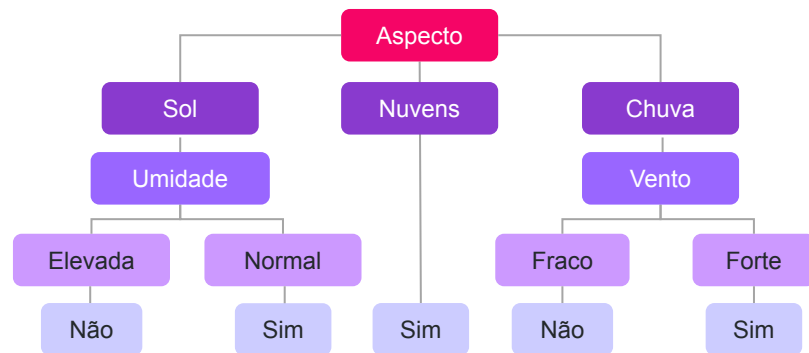 Aspecto
Sol
Nuvens
Chuva
Umidade
Vento
Elevada
Normal
Fraco
Forte
Não
Sim
Sim
Não
Sim